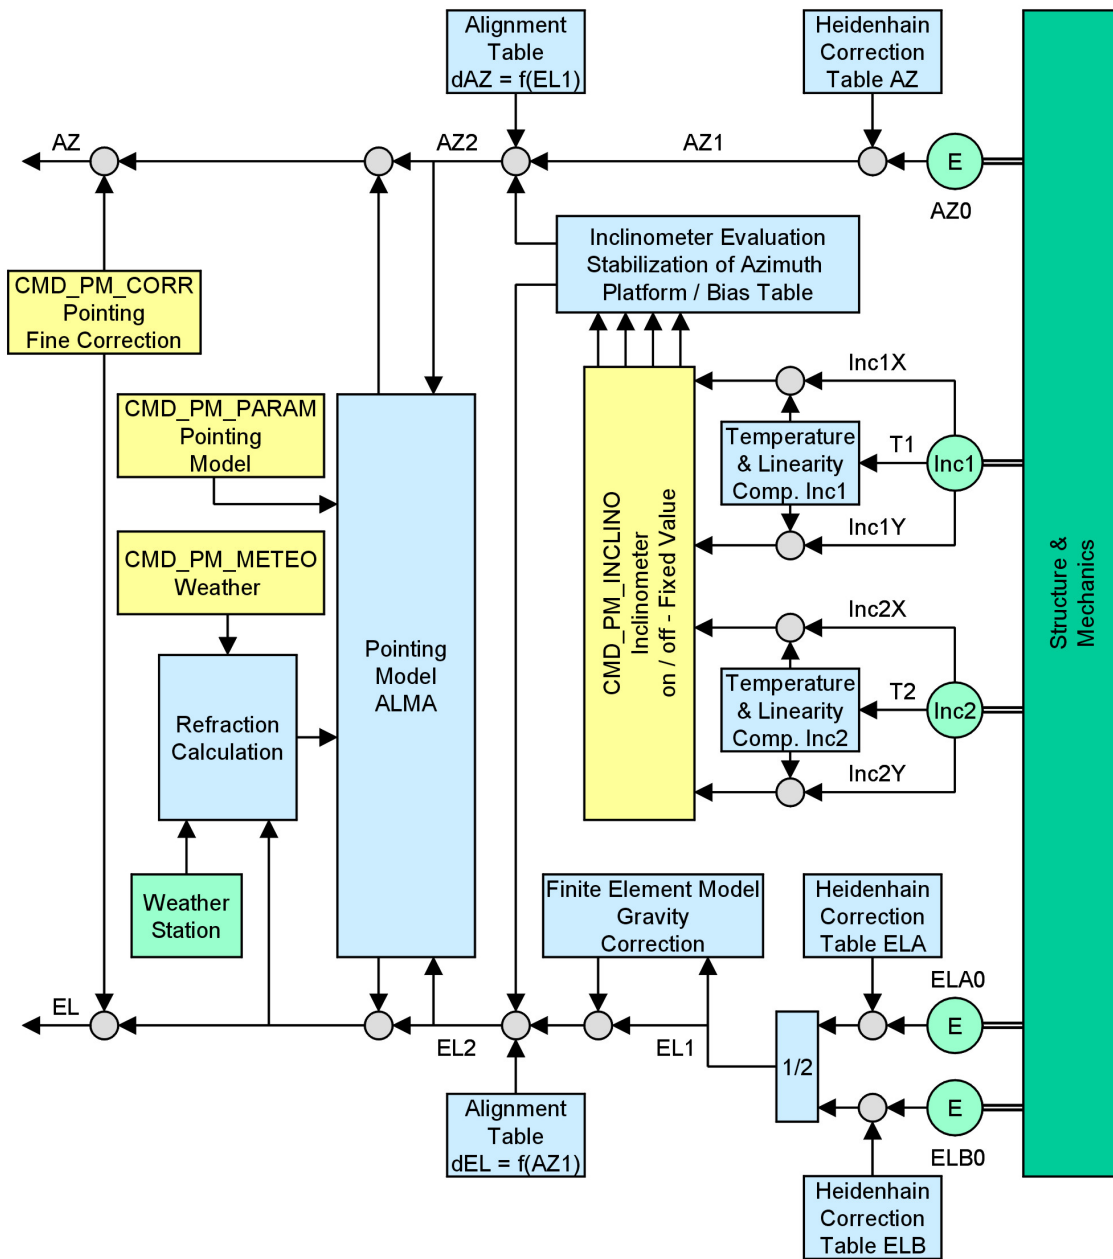 Alignment
Table
dAZ = f(EL1)
Heidenhain
Correction
Table AZ
AZ
AZ2
AZ1
E
AZ0
Inclinometer Evaluation
Stabilization of Azimuth
Platform / Bias Table
CMD_PM_CORR
Pointing
Fine Correction
CMD_PM_PARAM
Pointing
Model
CMD_PM_METEO
Weather
Refraction
Calculation
Weather
Station
Pointing
Model
ALMA
CMD_PM_INCLINO
Inclinometer
on / off - Fixed Value
Inc1X
Temperature
& Linearity
Comp. Inc1
T1
Inc1
Inc1Y
Inc2X
Temperature
& Linearity
Comp. Inc2
T2
Inc2
Inc2Y
Structure &
Mechanics
Finite Element Model
Gravity
Correction
Heidenhain
Correction
Table ELA
ELA0
E
EL
EL2
EL1
1/2
E
ELB0
Alignment
Table
dEL = f(AZ1)
Heidenhain
Correction
Table ELB